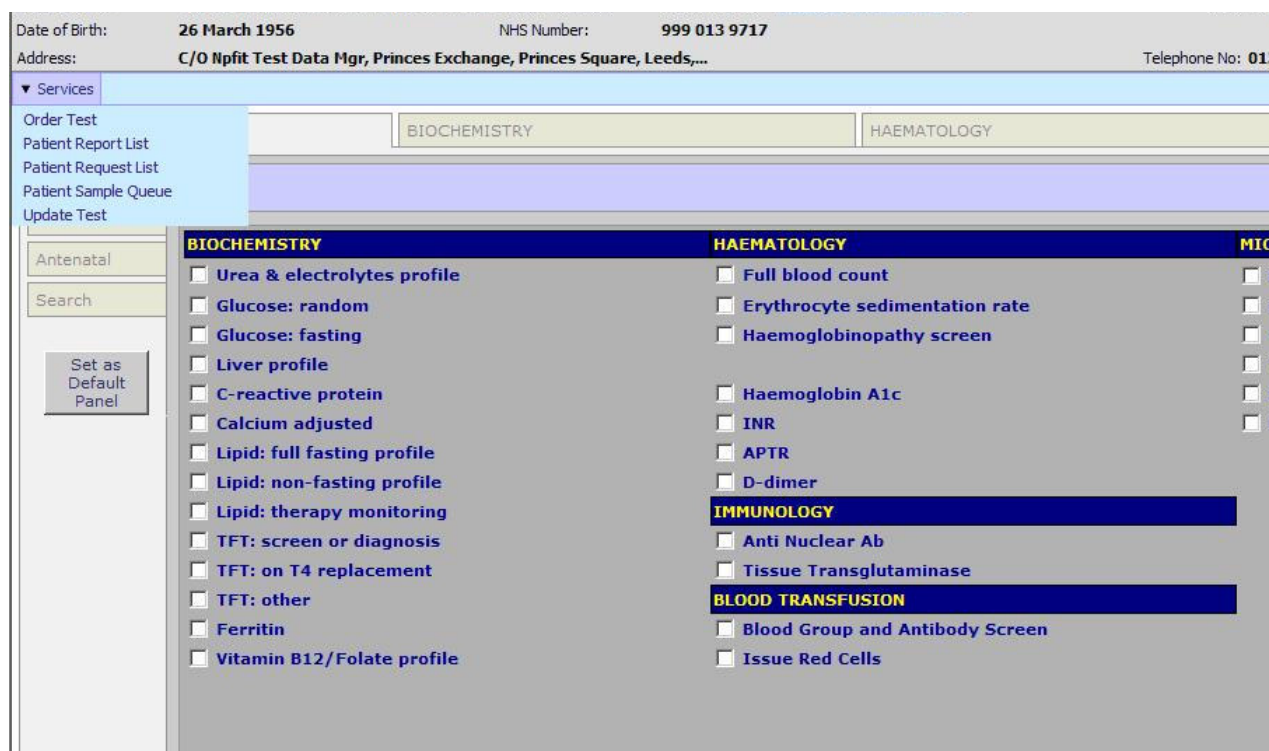 Date of Birth: 26 March 1956 NHS Number: 999 013 9717
Address: C/O Npfit Test Data Mgr, Princes Exchange, Princes Square, Leeds,... Telephone No: 01
▼ Services
Order Test
Patient Report List
Patient Request List
Patient Sample Queue
Update Test
BIOCHEMISTRY HAEMATOLOGY
Antenatal
Search
Set as
Default
Panel
BIOCHEMISTRY
Urea & electrolytes profile
Glucose: random
Glucose: fasting
Liver profile
C-reactive protein
Calcium adjusted
Lipid: full fasting profile
Lipid: non-fasting profile
Lipid: therapy monitoring
TFT: screen or diagnosis
TFT: on T4 replacement
TFT: other
Ferritin
Vitamin B12/Folate profile
HAEMATOLOGY
Full blood count
Erythrocyte sedimentation rate
Haemoglobinopathy screen
Haemoglobin A1c
INR
APTR
D-dimer
IMMUNOLOGY
Anti Nuclear Ab
Tissue Transglutaminase
BLOOD TRANSFUSION
Blood Group and Antibody Screen
Issue Red Cells